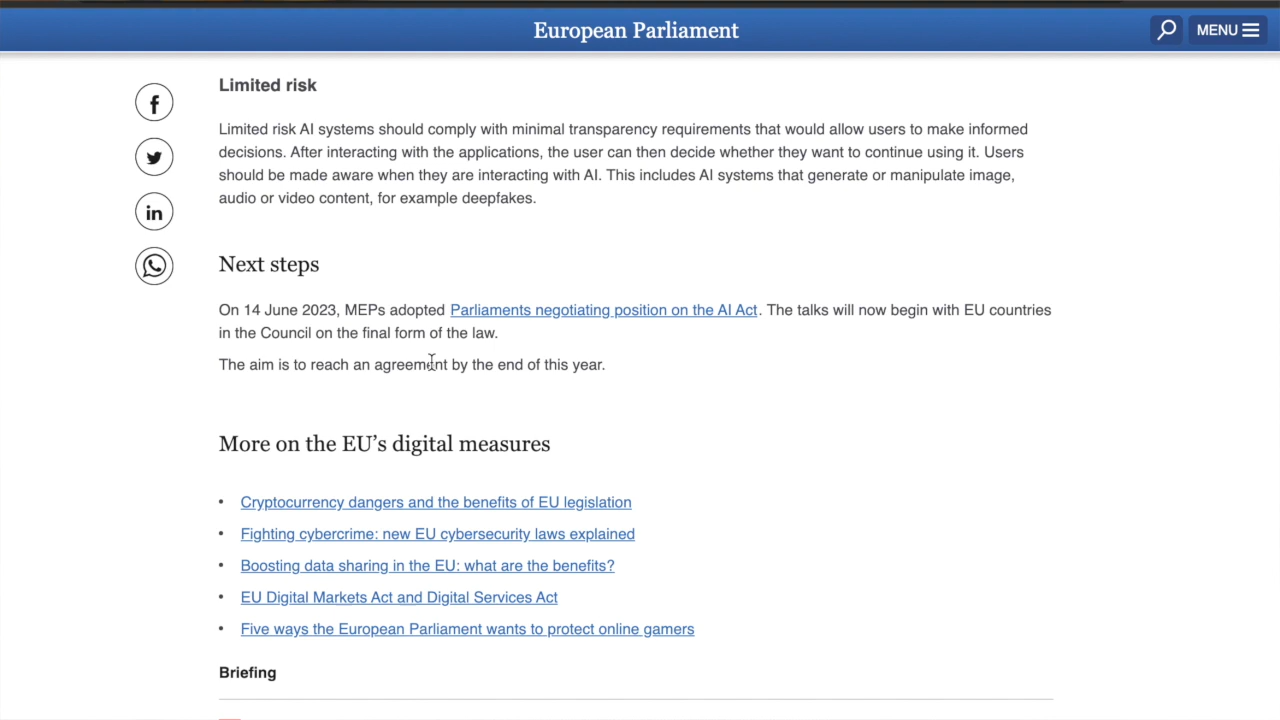 European Parliament
MENU
Limited risk
Limited risk AI systems should comply with minimal transparency requirements that would allow users to make informed
decisions. After interacting with the applications, the user can then decide whether they want to continue using it. Users
should be made aware when they are interacting with AI. This includes AI systems that generate or manipulate image,
audio or video content, for example deepfakes.
Next steps
On 14 June 2023, MEPs adopted Parliaments negotiating position on the AI Act. The talks will now begin with EU countries
in the Council on the final form of the law.
The aim is to reach an agreement by the end of this year.
More on the EU’s digital measures
• Cryptocurrency dangers and the benefits of EU legislation
• Fighting cybercrime: new EU cybersecurity laws explained
• Boosting data sharing in the EU: what are the benefits?
• EU Digital Markets Act and Digital Services Act
• Five ways the European Parliament wants to protect online gamers
Briefing